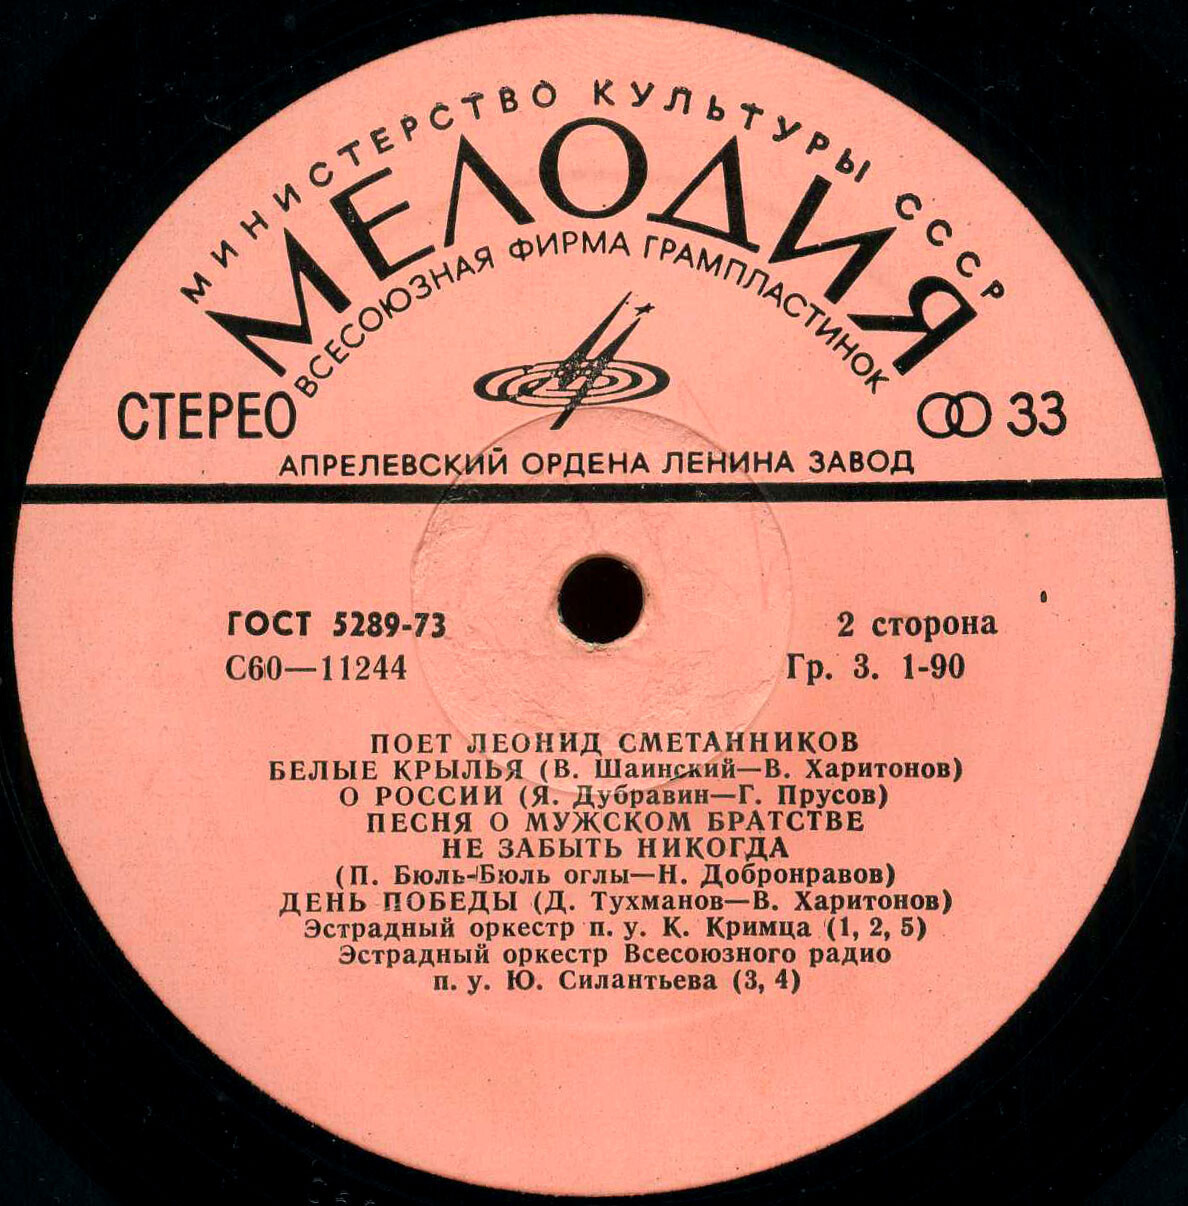 МИНИСТЕРСТВО КУЛЬТУРЫ СССР
МЕЛОДИЯ
ВСЕСОЮЗНАЯ ФИРМА ГРАМПЛАСТИНОК
СТЕРЕО
33
АПРЕЛЕВСКИЙ ОРДЕНА ЛЕНИНА ЗАВОД
ГОСТ 5289-73
2 сторона
С60—11244
Гр. 3. 1-90
ПОЕТ ЛЕОНИД СМЕТАННИКОВ
БЕЛЫЕ КРЫЛЬЯ (В. Шаинский—В. Харитонов)
О РОССИИ (Я. Дубравин—Г. Прусов)
ПЕСНЯ О МУЖСКОМ БРАТСТВЕ
НЕ ЗАБЫТЬ НИКОГДА
(П. Бюль-Бюль оглы—Н. Добронравов)
ДЕНЬ ПОБЕДЫ (Д. Тухманов—В. Харитонов)
Эстрадный оркестр п. у. К. Кримца (1, 2, 5)
Эстрадный оркестр Всесоюзного радио
п. у. Ю. Силантьева (3, 4)